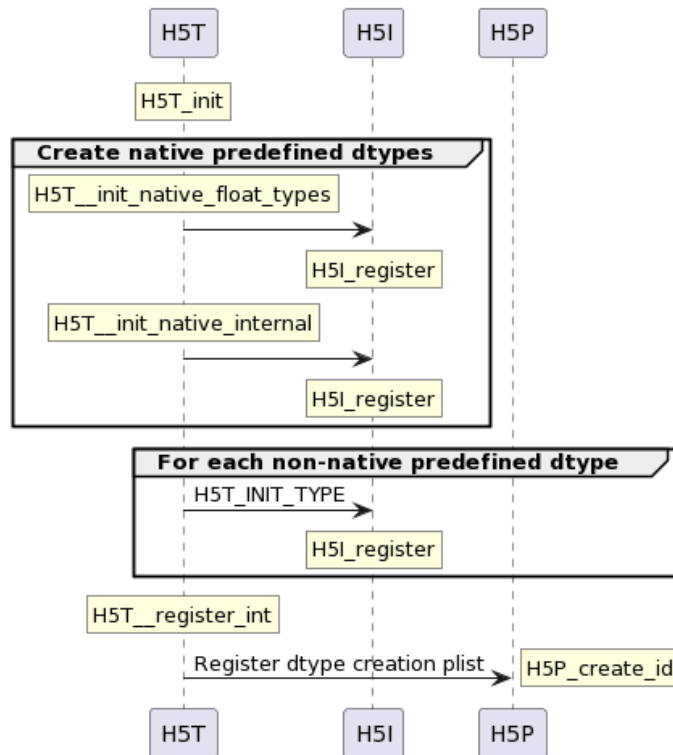 H5T H5I H5P
H5T_init
Create native predefined dtypes
H5T__init_native_float_types
H5I_register
H5T__init_native_internal
H5I_register
For each non-native predefined dtype
H5T_INIT_TYPE
H5I_register
H5T__register_int
Register dtype creation plist H5P_create_id
H5T H5I H5P